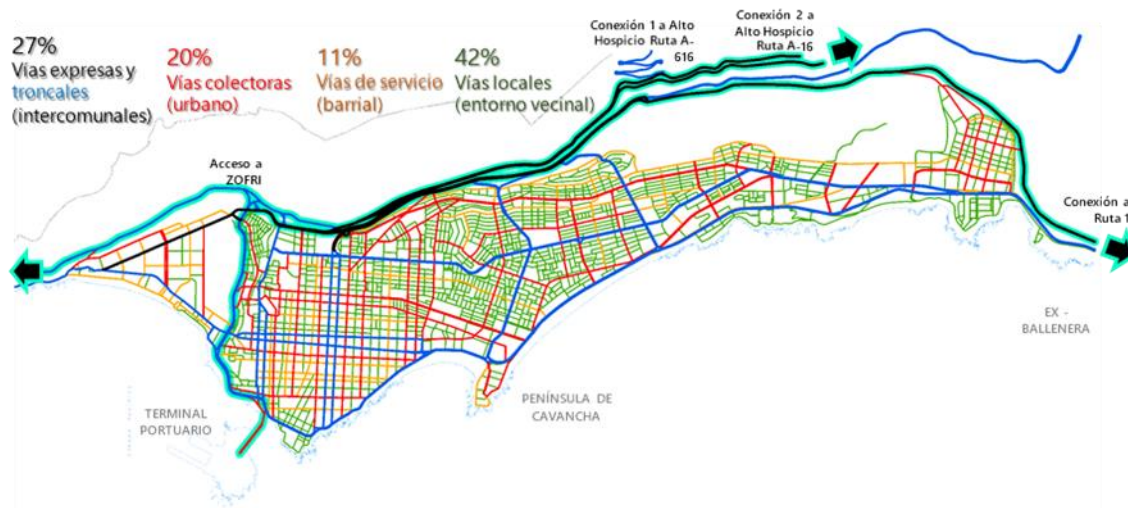 27%
Vías expresas y
troncales
(intercomunales)
20%
Vías colectoras
(urbano)
11%
Vías de servicio
(barrial)
42%
Vías locales
(entorno vecinal)
Conexión 1 a Alto
Hospicio Ruta A-
616
Conexión 2 a
Alto Hospicio
Ruta A-16
Acceso a
ZOFRI
Conexión a
Ruta 1
EX -
BALLENERA
PENÍNSULA DE
CAVANCHA
TERMINAL
PORTUARIO